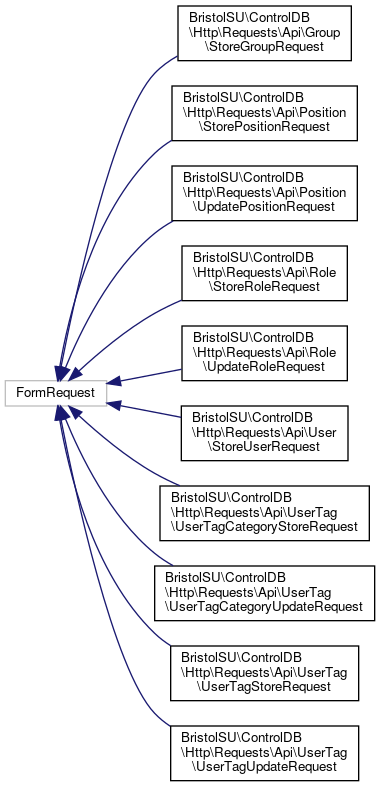 BristolSU\ControlDB
\Http\Requests\Api\Group
\StoreGroupRequest
BristolSU\ControlDB
\Http\Requests\Api\Position
\StorePositionRequest
BristolSU\ControlDB
\Http\Requests\Api\Position
\UpdatePositionRequest
BristolSU\ControlDB
\Http\Requests\Api\Role
\StoreRoleRequest
BristolSU\ControlDB
\Http\Requests\Api\Role
\UpdateRoleRequest
FormRequest
BristolSU\ControlDB
\Http\Requests\Api\User
\StoreUserRequest
BristolSU\ControlDB
\Http\Requests\Api\UserTag
\UserTagCategoryStoreRequest
BristolSU\ControlDB
\Http\Requests\Api\UserTag
\UserTagCategoryUpdateRequest
BristolSU\ControlDB
\Http\Requests\Api\UserTag
\UserTagStoreRequest
BristolSU\ControlDB
\Http\Requests\Api\UserTag
\UserTagUpdateRequest